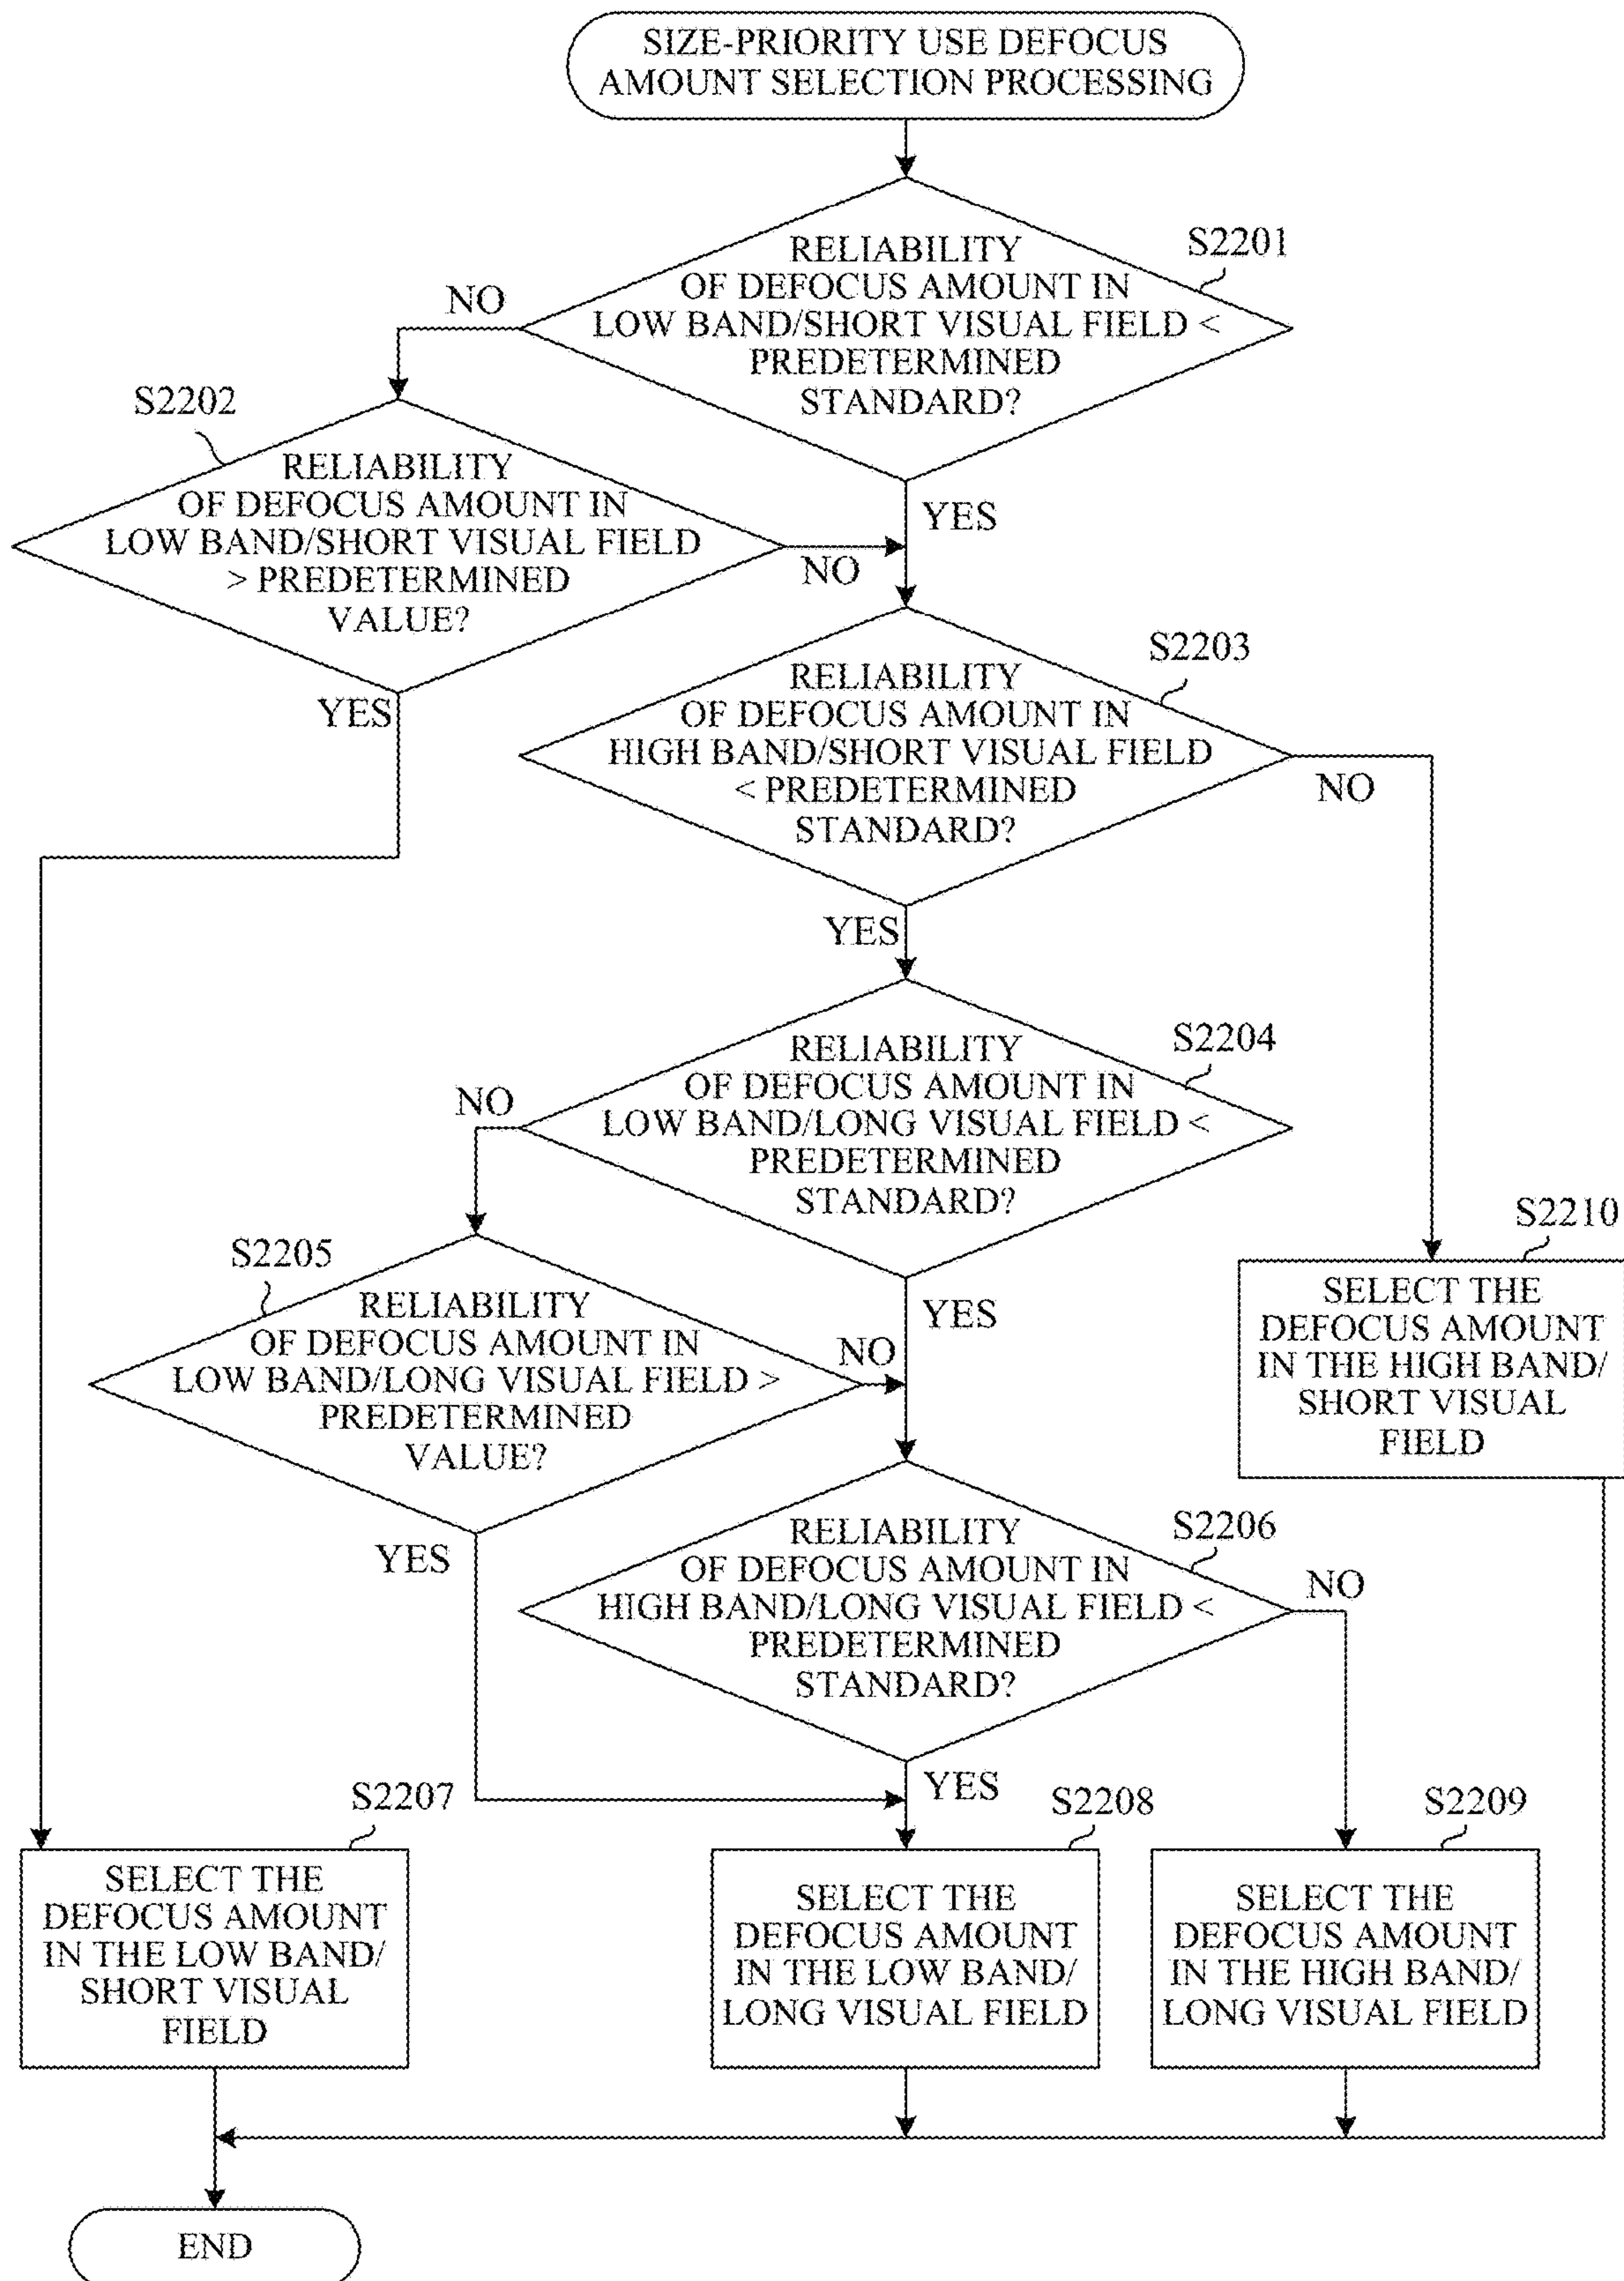 SIZE-PRIORITY USE DEFOCUS
AMOUNT SELECTION PROCESSING
S2201
RELIABILITY
OF DEFOCUS AMOUNT IN
LOW BAND/SHORT VISUAL FIELD <
PREDETERMINED
STANDARD?
NO
YES
S2202
RELIABILITY
OF DEFOCUS AMOUNT IN
LOW BAND/SHORT VISUAL FIELD
> PREDETERMINED
VALUE?
NO
YES
S2203
RELIABILITY
OF DEFOCUS AMOUNT IN
HIGH BAND/SHORT VISUAL FIELD
< PREDETERMINED
STANDARD?
NO
YES
S2204
RELIABILITY
OF DEFOCUS AMOUNT IN
LOW BAND/LONG VISUAL FIELD <
PREDETERMINED
STANDARD?
NO
YES
S2210
SELECT THE
DEFOCUS AMOUNT
IN THE HIGH BAND/
SHORT VISUAL
FIELD
S2205
RELIABILITY
OF DEFOCUS AMOUNT IN
LOW BAND/LONG VISUAL FIELD >
PREDETERMINED
VALUE?
NO
YES
S2206
RELIABILITY
OF DEFOCUS AMOUNT IN
HIGH BAND/LONG VISUAL FIELD <
PREDETERMINED
STANDARD?
NO
YES
S2207
SELECT THE
DEFOCUS AMOUNT
IN THE LOW BAND/
SHORT VISUAL
FIELD
S2208
SELECT THE
DEFOCUS AMOUNT
IN THE LOW BAND/
LONG VISUAL FIELD
S2209
SELECT THE
DEFOCUS AMOUNT
IN THE HIGH BAND/
LONG VISUAL FIELD
END